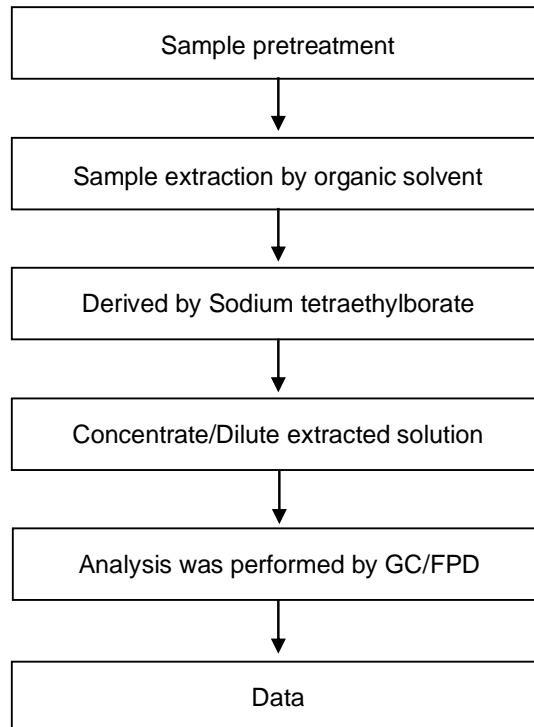 Sample pretreatment
Sample extraction by organic solvent
Derived by Sodium tetraethylborate
Concentrate/Dilute extracted solution
Analysis was performed by GC/FPD
Data